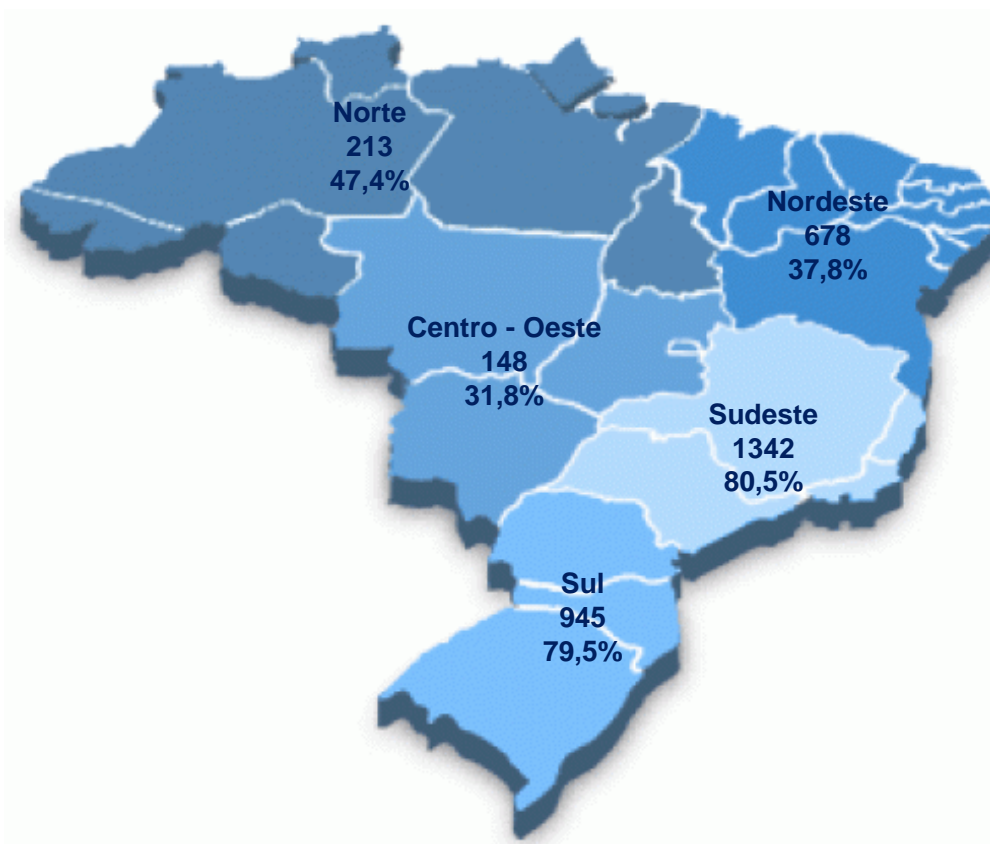 Norte
213
47,4%
Nordeste
678
37,8%
Centro - Oeste
148
31,8%
Sudeste
1342
80,5%
Sul
945
79,5%